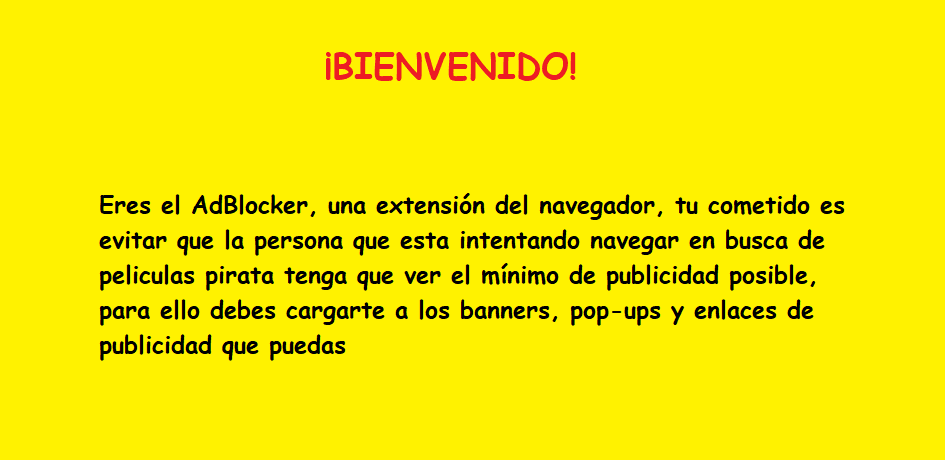 ¡BIENVENIDO!
Eres el AdBlocker, una extensión del navegador, tu cometido es
evitar que la persona que esta intentando navegar en busca de
peliculas pirata tenga que ver el mínimo de publicidad posible,
para ello debes cargarte a los banners, pop-ups y enlaces de
publicidad que puedas